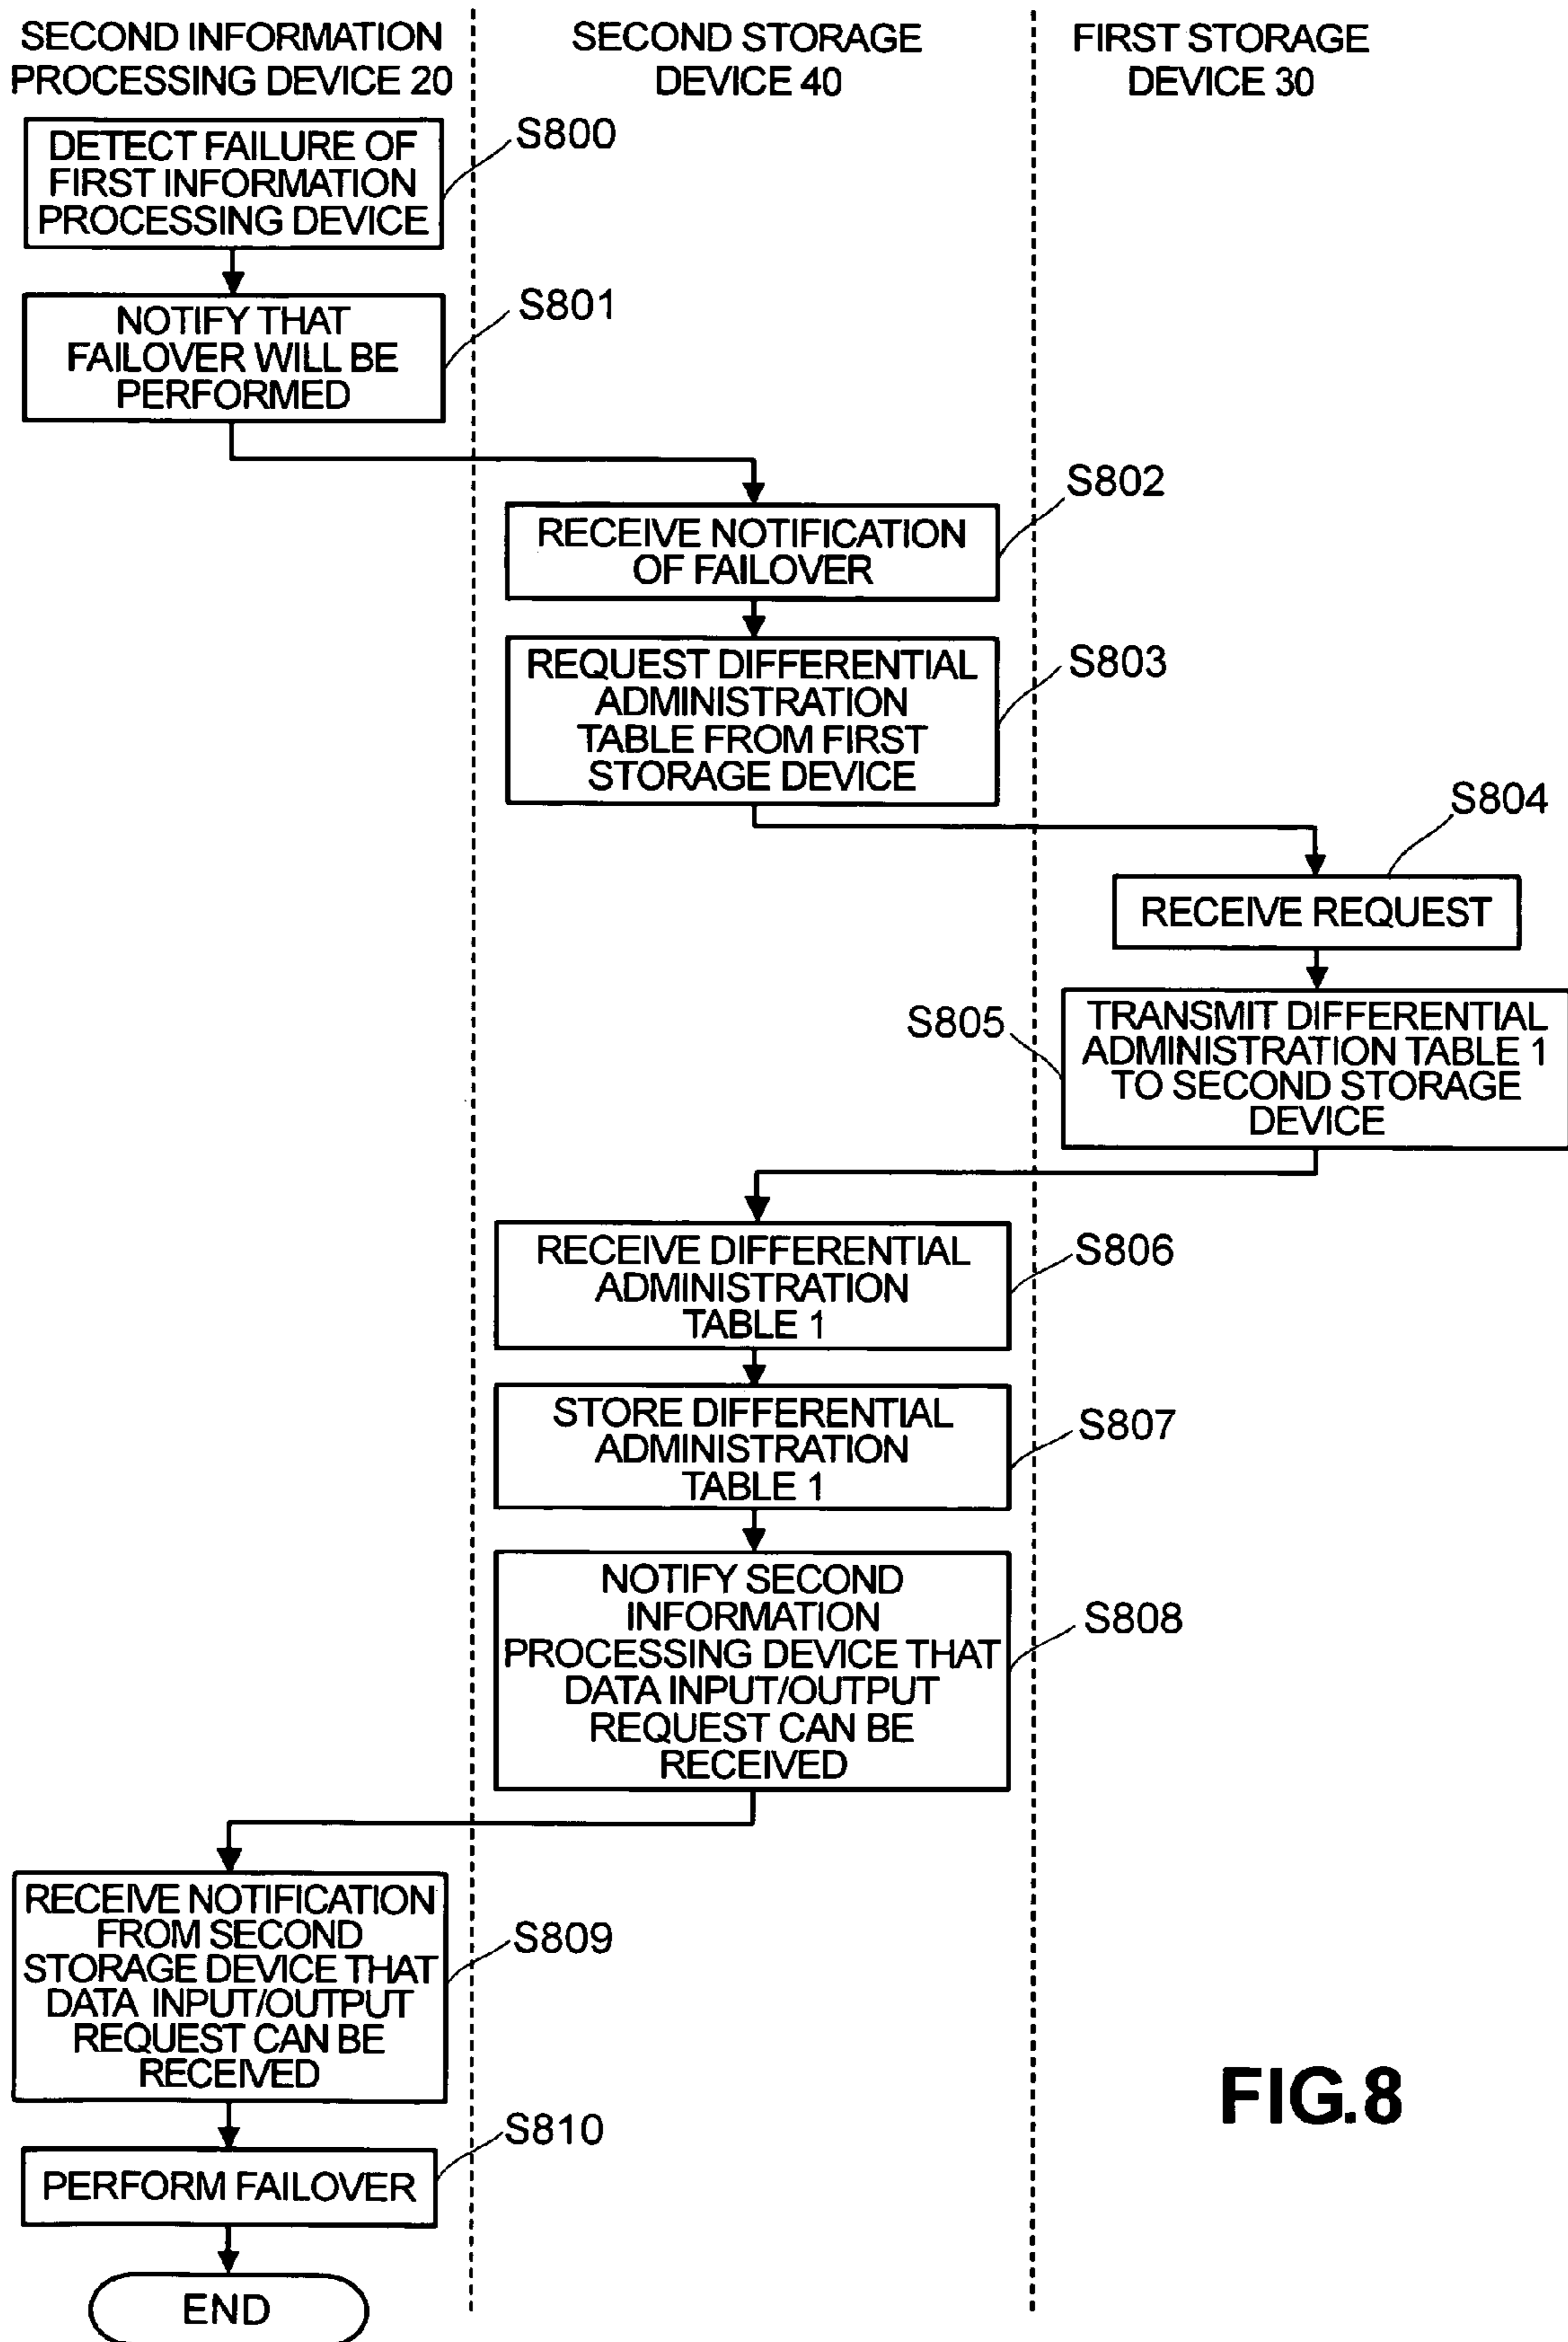 SECOND INFORMATION
PROCESSING DEVICE 20
SECOND STORAGE
DEVICE 40
FIRST STORAGE
DEVICE 30
DETECT FAILURE OF
FIRST INFORMATION
PROCESSING DEVICE
S800
NOTIFY THAT
FAILOVER WILL BE
PERFORMED
S801
RECEIVE NOTIFICATION
OF FAILOVER
S802
REQUEST DIFFERENTIAL
ADMINISTRATION
TABLE FROM FIRST
STORAGE DEVICE
S803
S804
RECEIVE REQUEST
S805
TRANSMIT DIFFERENTIAL
ADMINISTRATION TABLE 1
TO SECOND STORAGE
DEVICE
RECEIVE DIFFERENTIAL
ADMINISTRATION
TABLE 1
S806
STORE DIFFERENTIAL
ADMINISTRATION
TABLE 1
S807
NOTIFY SECOND
INFORMATION
PROCESSING DEVICE THAT
DATA INPUT/OUTPUT
REQUEST CAN BE
RECEIVED
S808
RECEIVE NOTIFICATION
FROM SECOND
STORAGE DEVICE THAT
DATA INPUT/OUTPUT
REQUEST CAN BE
RECEIVED
S809
S810
PERFORM FAILOVER
END
FIG.8